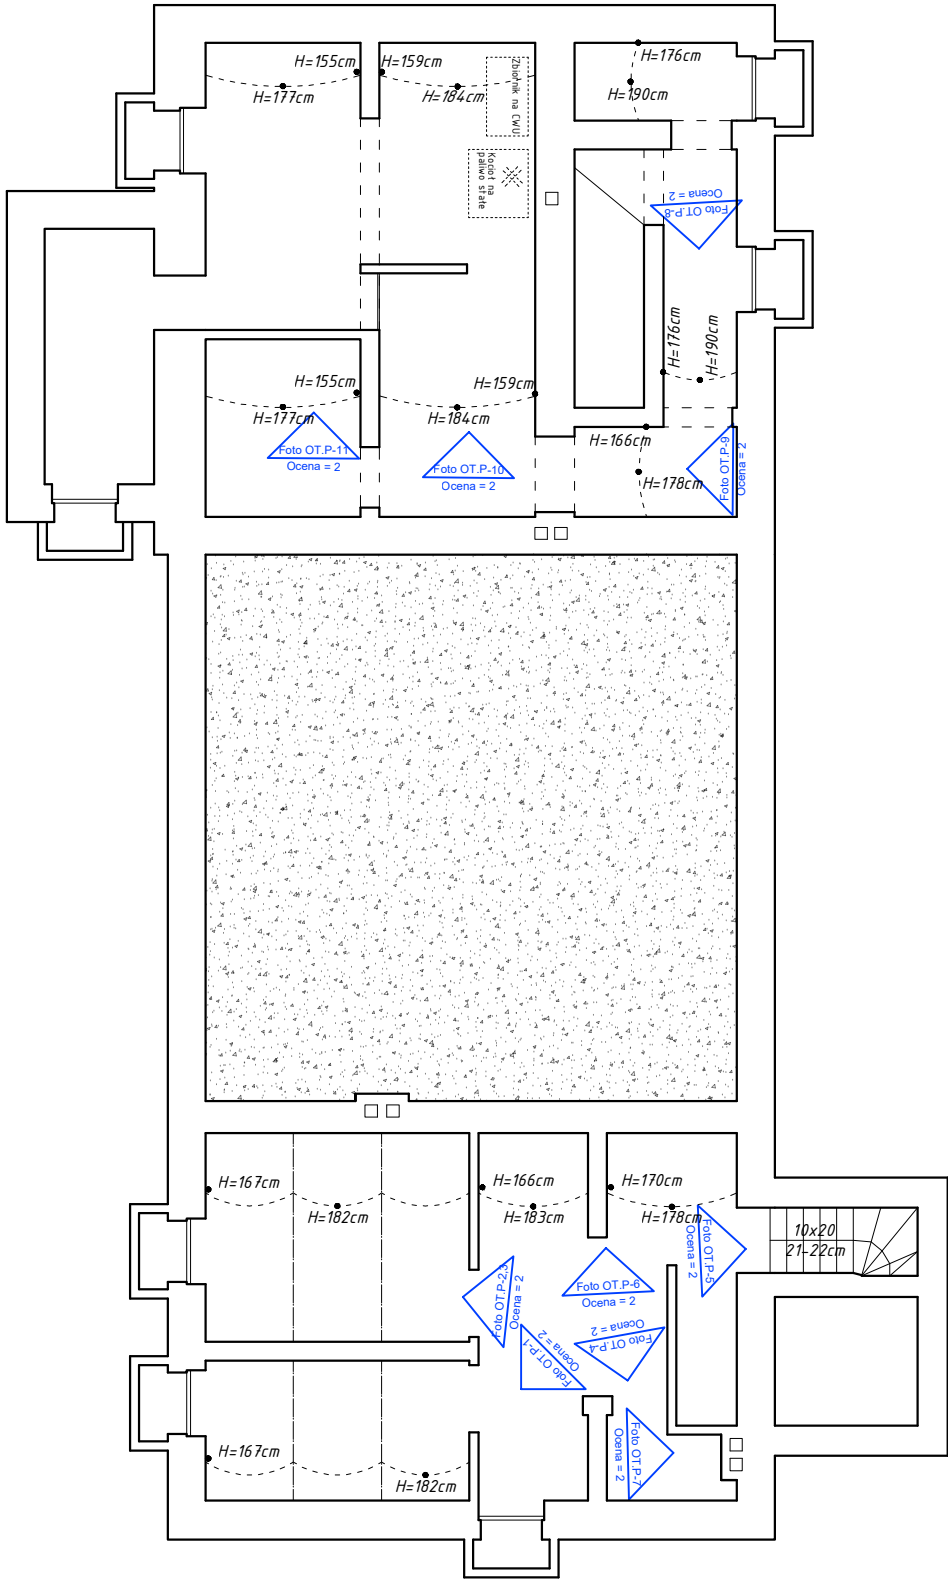 H=155cm
H=177cm
H=159cm
H=184cm
Zbiornik na CWU
Kocioł na
paliwo stałe
H=176cm
H=190cm
Foto OT.P-8
Ocena = 2
H=176cm
H=190cm
H=155cm
H=177cm
Foto OT.P-11
Ocena = 2
H=159cm
H=184cm
Foto OT.P-10
Ocena = 2
H=166cm
H=178cm
Foto OT.P-9
Ocena = 2
H=167cm
H=182cm
H=166cm
H=183cm
H=170cm
H=178cm
Foto OT.P-5
Ocena = 2
10x20
21-22cm
Foto OT.P-2,3
Ocena = 2
Foto OT.P-6
Ocena = 2
Foto OT.P-4
Ocena = 2
Foto OT.P-1
Ocena = 2
H=167cm
H=182cm
Foto OT.P-7
Ocena = 2